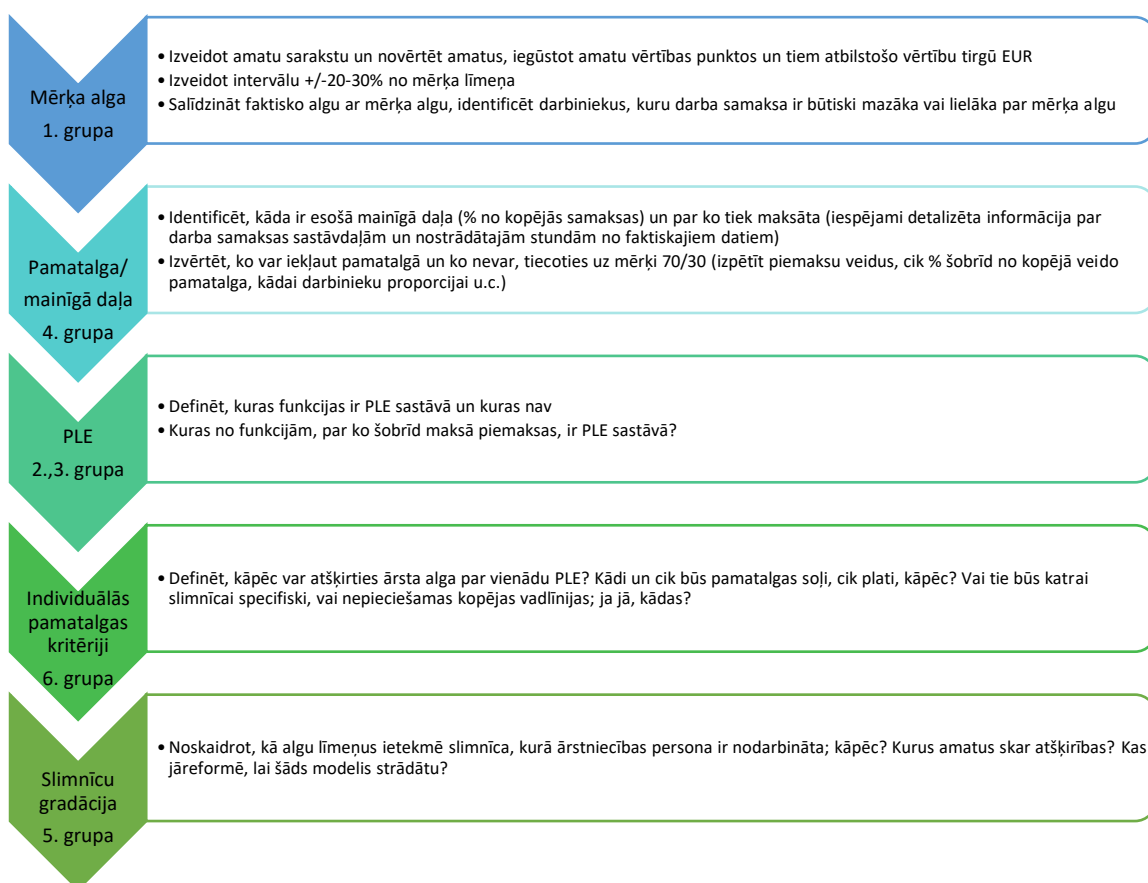 Mērķa alga
1. grupa
• Izveidot amatu sarakstu un novērtēt amatus, iegūstot amatu vērtības punktos un tiem atbilstošo vērtību tirgū EUR
• Izveidot intervālu +/-20-30% no mērķa līmeņa
• Salīdzināt faktisko algu ar mērķa algu, identificēt darbiniekus, kuru darba samaksa ir būtiski mazāka vai lielāka par mērķa algu
Pamatalga/
mainīgā daļa
4. grupa
• Identificēt, kāda ir esošā mainīgā daļa (% no kopējās samaksas) un par ko tiek maksāta (iespējami detalizēta informācija par
darba samaksas sastāvdaļām un nostrādātajām stundām no faktiskajiem datiem)
• Izvērtēt, ko var iekļaut pamatalgā un ko nevar, tiecoties uz mērķi 70/30 (izpētīt piemaksu veidus, cik % šobrīd no kopējā veido
pamatalga, kādai darbinieku proporcijai u.c.)
PLE
2.,3. grupa
• Definēt, kuras funkcijas ir PLE sastāvā un kuras nav
• Kuras no funkcijām, par ko šobrīd maksā piemaksas, ir PLE sastāvā?
Individuālās
pamatalgas
kritēriji
6. grupa
• Definēt, kāpēc var atšķirties ārsta alga par vienādu PLE? Kādi un cik būs pamatalgas soļi, cik plati, kāpēc? Vai tie būs katrai
slimnīcai specifiski, vai nepieciešamas kopējas vadlīnijas; ja jā, kādas?
Slimnīcu
gradācija
5. grupa
• Noskaidrot, kā algu līmeņus ietekmē slimnīca, kurā ārstniecības persona ir nodarbināta; kāpēc? Kurus amatus skar atšķirības? Kas
jāreformē, lai šāds modelis strādātu?